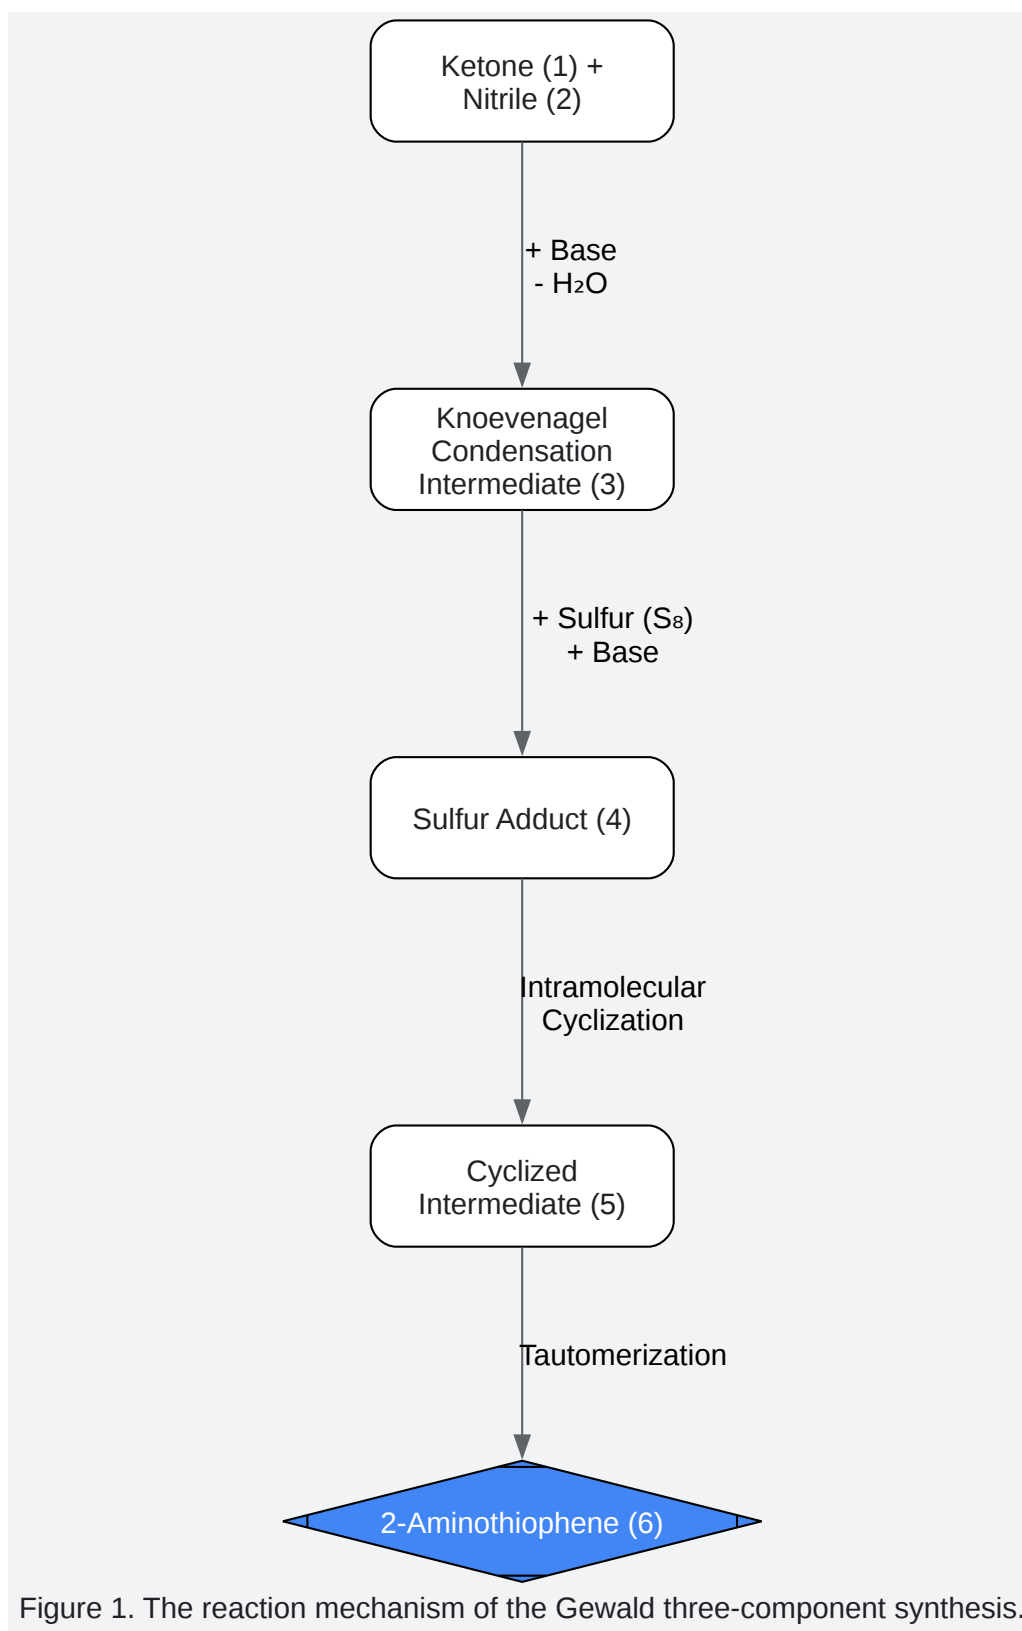 Ketone (1) +
Nitrile (2)
+ Base
- H₂O
Knoevenagel
Condensation
Intermediate (3)
+ Sulfur (S₈)
+ Base
Sulfur Adduct (4)
Intramolecular
Cyclization
Cyclized
Intermediate (5)
Tautomerization
2-Aminothiophene (6)
Figure 1. The reaction mechanism of the Gewald three-component synthesis.